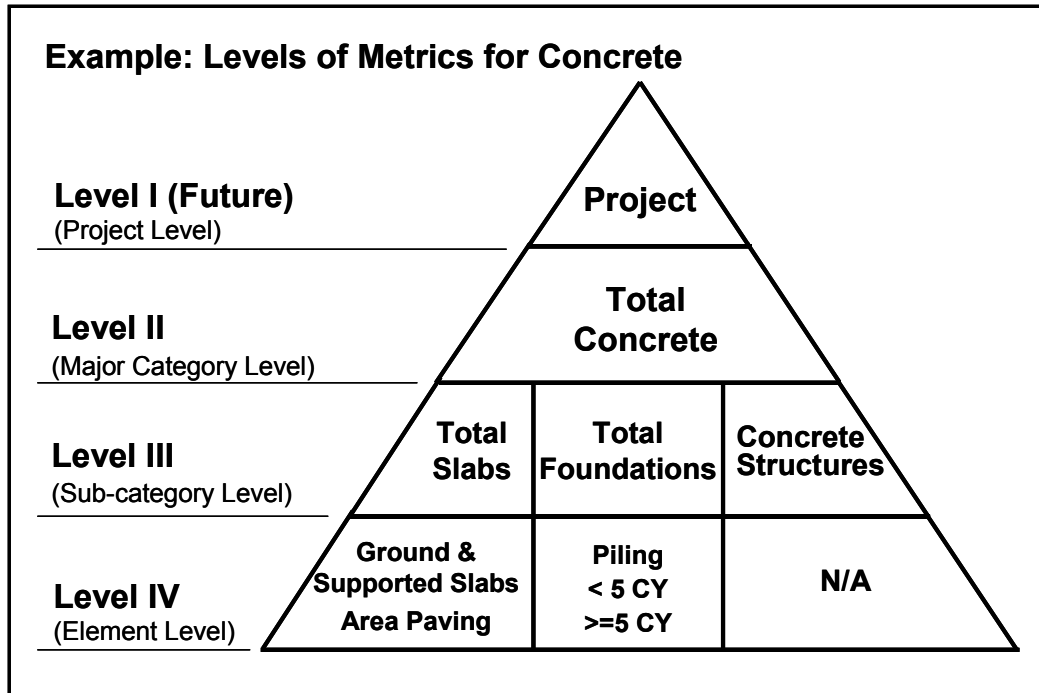 Example: Levels of Metrics for Concrete
Level I (Future)
(Project Level)
Project
Level II
(Major Category Level)
Total
Concrete
Level III
(Sub-category Level)
Total
Slabs
Total
Foundations
Concrete
Structures
Level IV
(Element Level)
Ground &
Supported Slabs
Area Paving
Piling
< 5 CY
>=5 CY
N/A